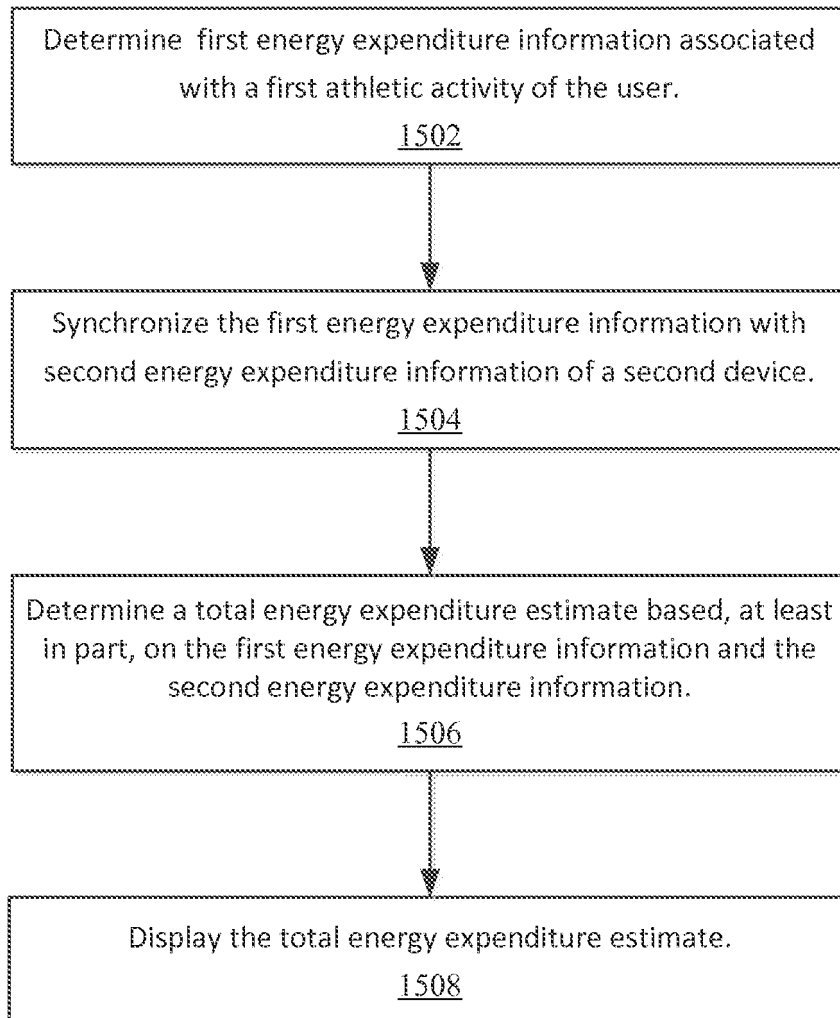 Determine first energy expenditure information associated
with a first athletic activity of the user.
1502
Synchronize the first energy expenditure information with
second energy expenditure information of a second device.
1504
Determine a total energy expenditure estimate based, at least
in part, on the first energy expenditure information and the
second energy expenditure information.
1506
Display the total energy expenditure estimate.
1508